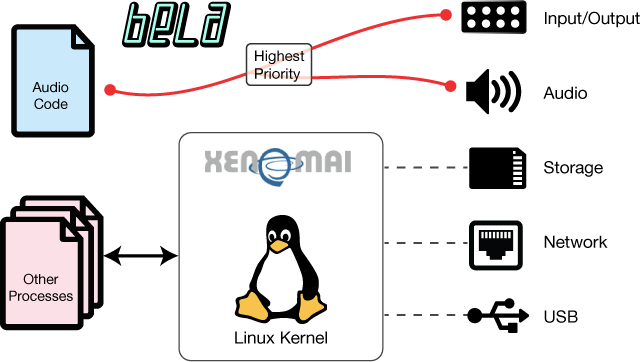 bela
Input/Output
Highest
Priority
Audio
Code
Audio
XENOMAI
Storage
Network
Other
Processes
Linux Kernel
USB